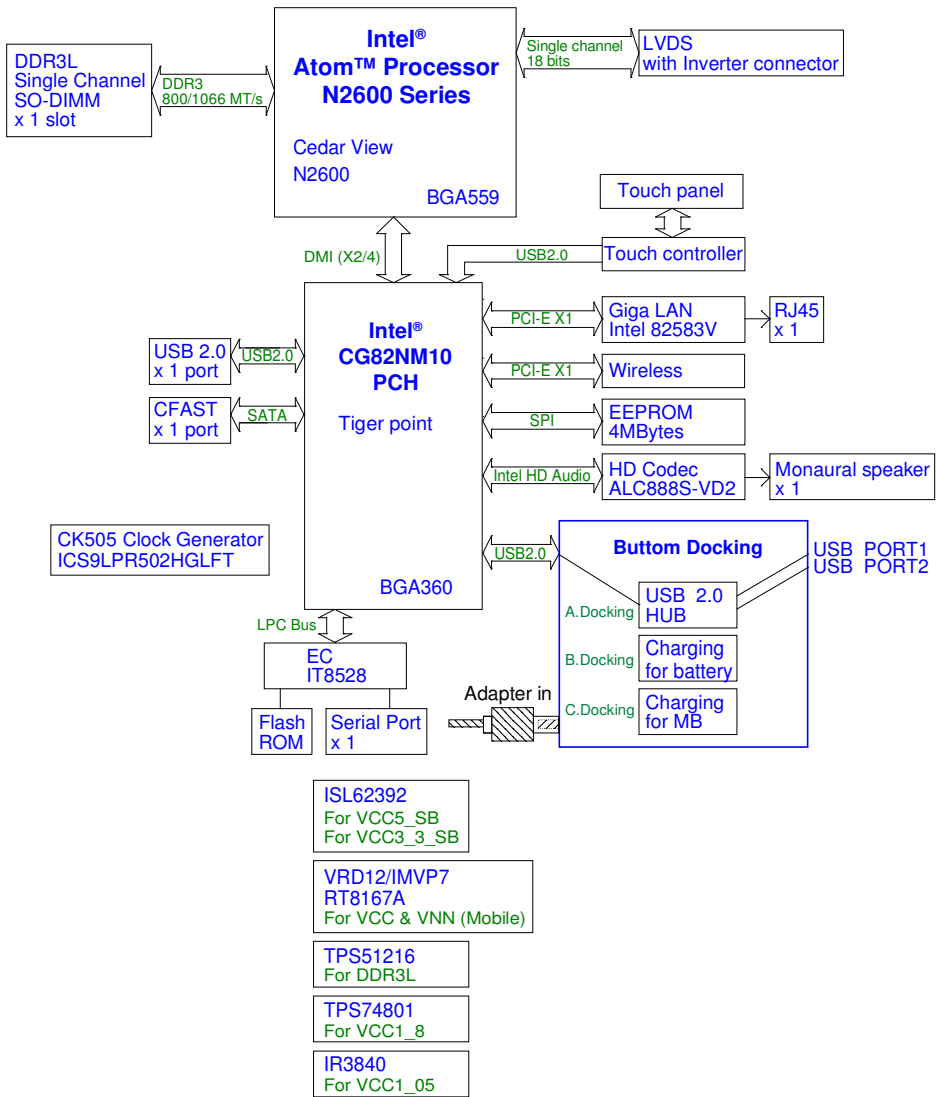 Intel®
Atom™ Processor
N2600 Series
Cedar View
N2600
BGA559
DDR3L
Single Channel
SO-DIMM
x 1 slot
DDR3
800/1066 MT/s
Single channel
18 bits
LVDS
with Inverter connector
Touch panel
Touch controller
USB2.0
DMI (X2/4)
Intel®
CG82NM10
PCH
Tiger point
BGA360
USB 2.0
x 1 port
USB2.0
CFAST
x 1 port
SATA
PCI-E X1
Giga LAN
Intel 82583V
RJ45
x 1
PCI-E X1
Wireless
SPI
EEPROM
4MBytes
Intel HD Audio
HD Codec
ALC888S-VD2
Monaural speaker
x 1
CK505 Clock Generator
ICS9LPR502HGLFT
USB2.0
Buttom Docking
USB PORT1
USB PORT2
A.Docking
USB 2.0
HUB
B.Docking
Charging
for battery
C.Docking
Charging
for MB
Adapter in
LPC Bus
EC
IT8528
Flash
ROM
Serial Port
x 1
ISL62392
For VCC5_SB
For VCC3_3_SB
VRD12/IMVP7
RT8167A
For VCC & VNN (Mobile)
TPS51216
For DDR3L
TPS74801
For VCC1_8
IR3840
For VCC1_05